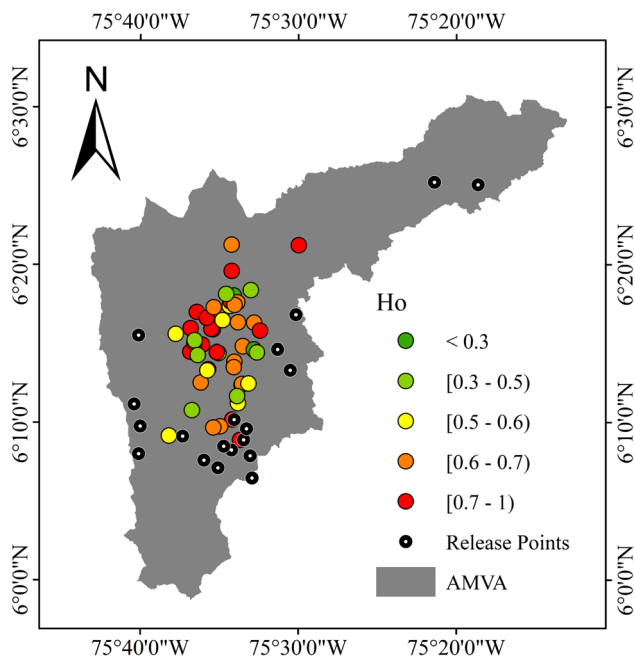 75°40'0"W 75°30'0"W 75°20'0"W
N
6°30'0"N 6°30'0"N
6°20'0"N 6°20'0"N
6°10'0"N 6°10'0"N
6°0'0"N 6°0'0"N
Ho
< 0.3
[0.3 - 0.5)
[0.5 - 0.6)
[0.6 - 0.7)
[0.7 - 1)
Release Points
AMVA
75°40'0"W 75°30'0"W 75°20'0"W